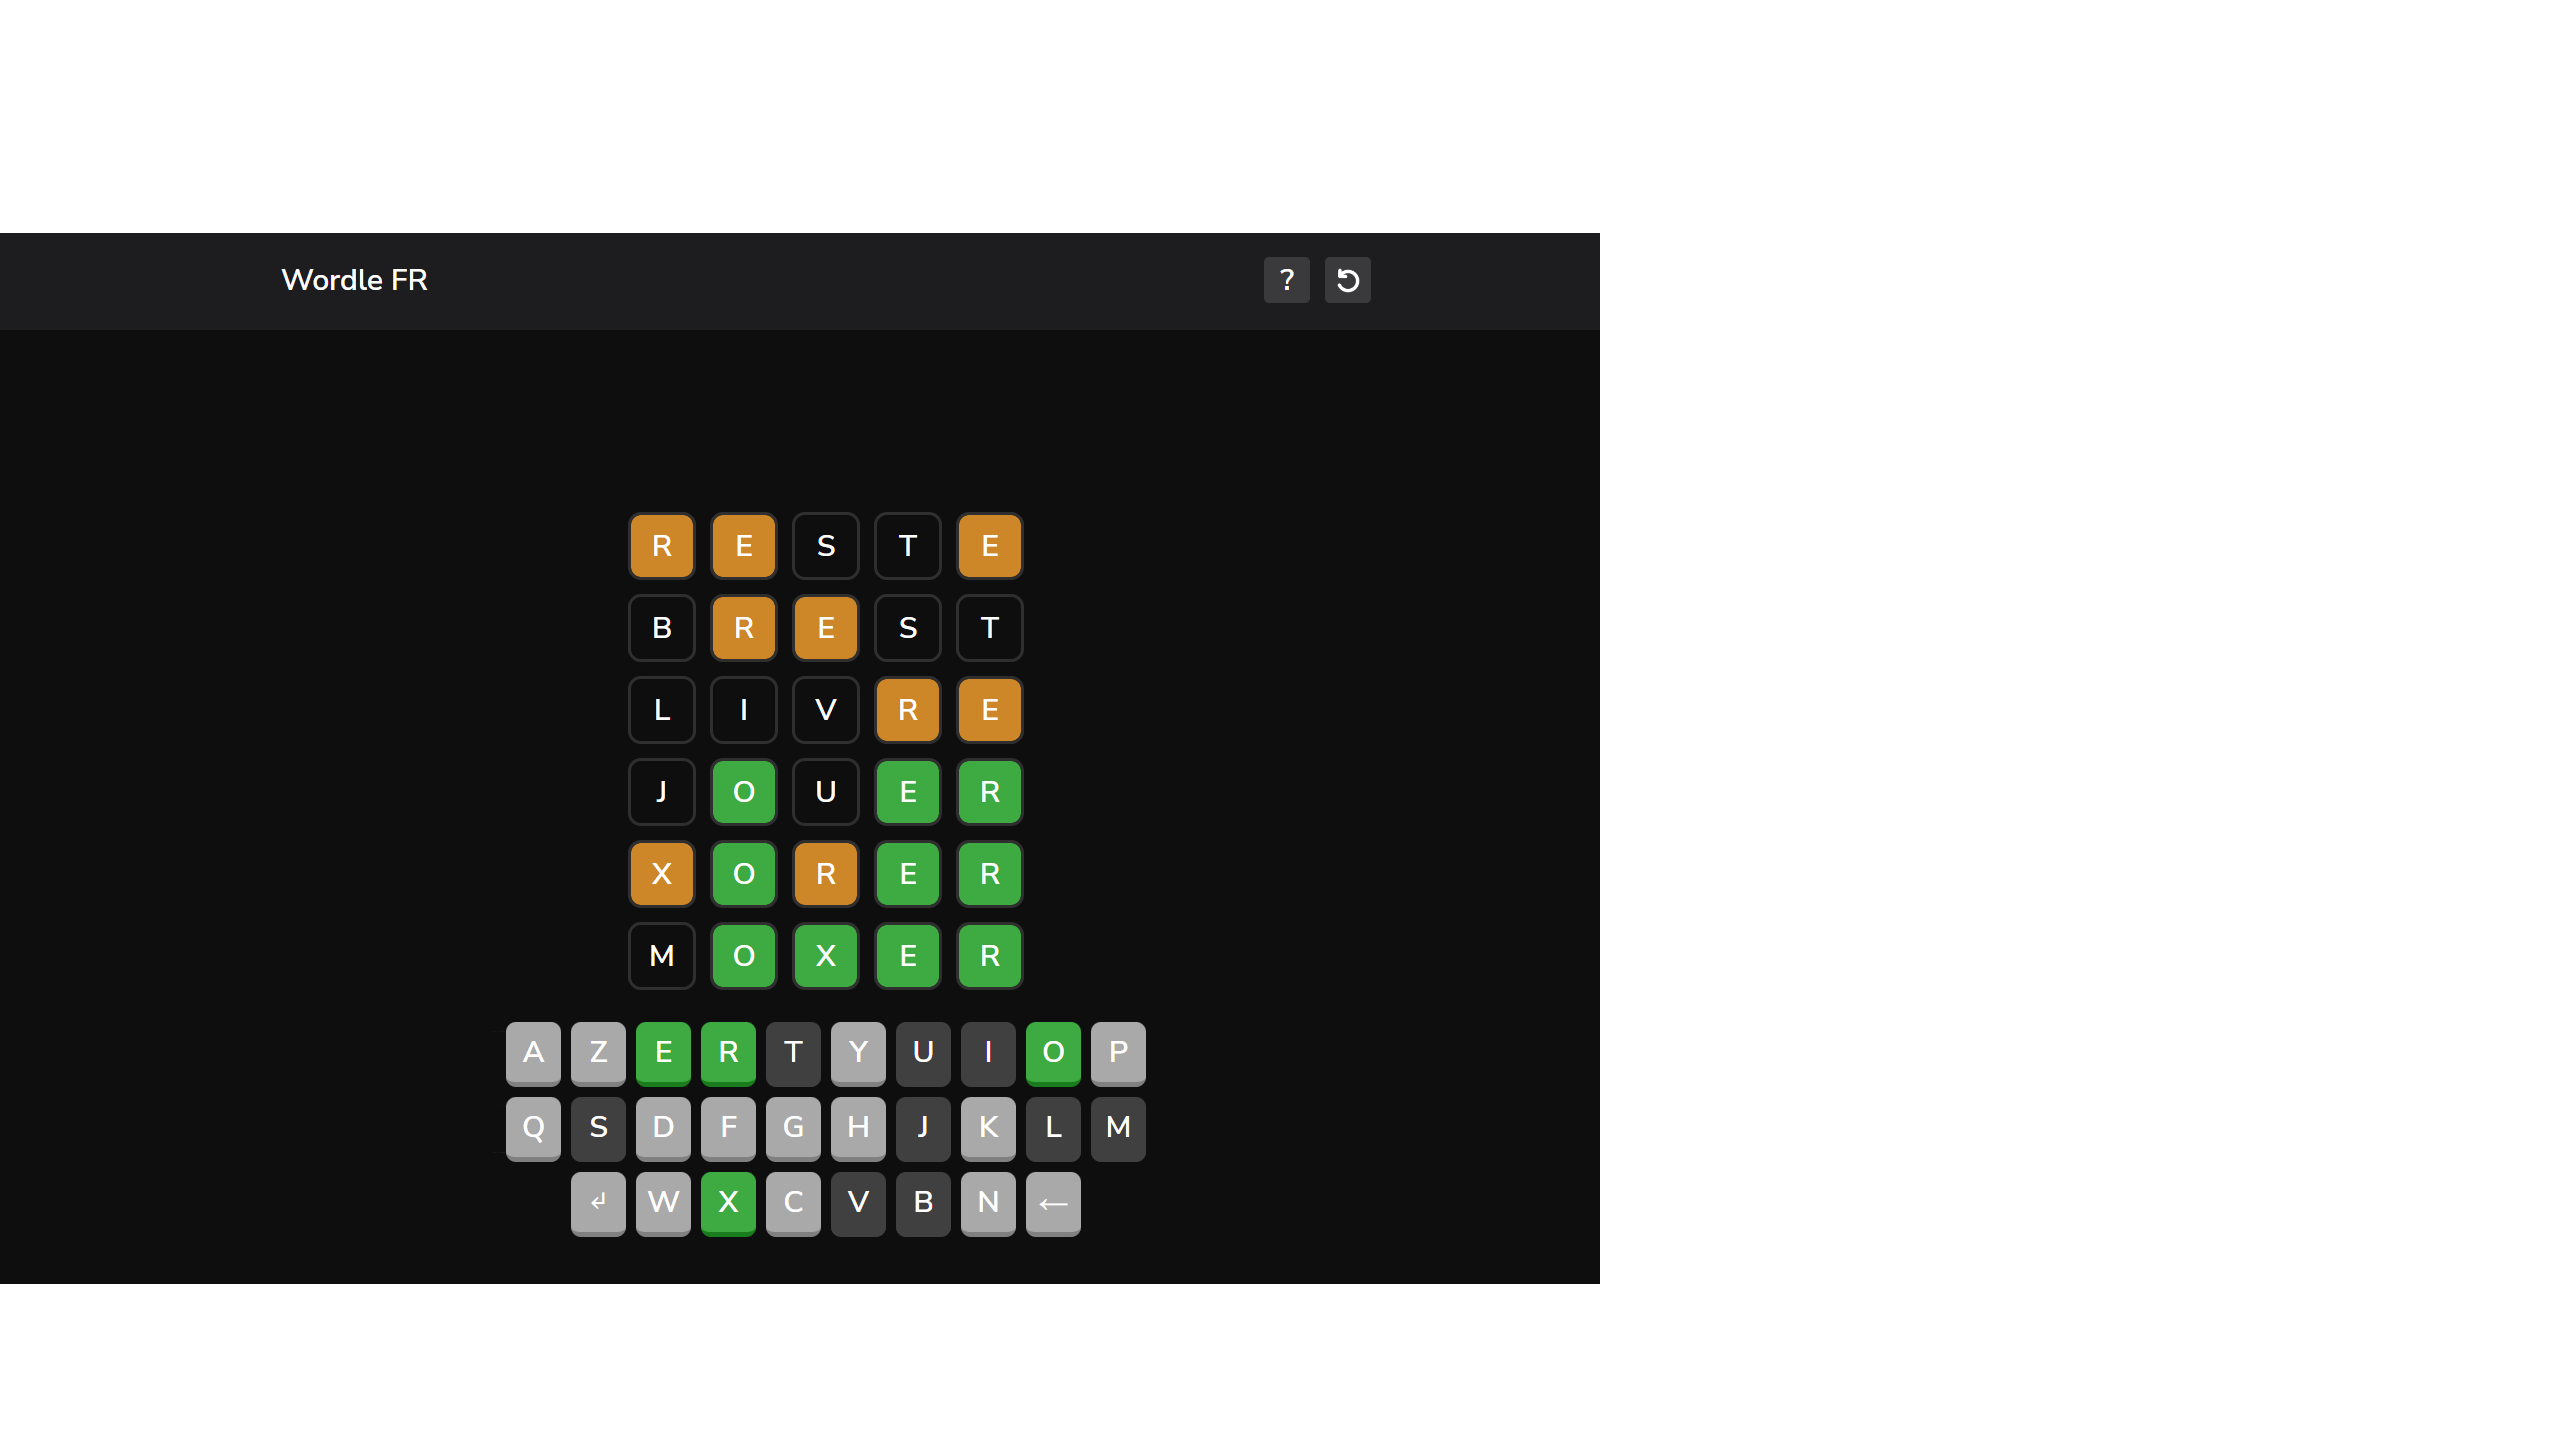 Wordle FR ?
R E S T E
B R E S T
L I V R E
J O U E R
X O R E R
M O X E R
A Z E R T Y U I O P
Q S D F G H J K L M
↲ W X C V B N ←